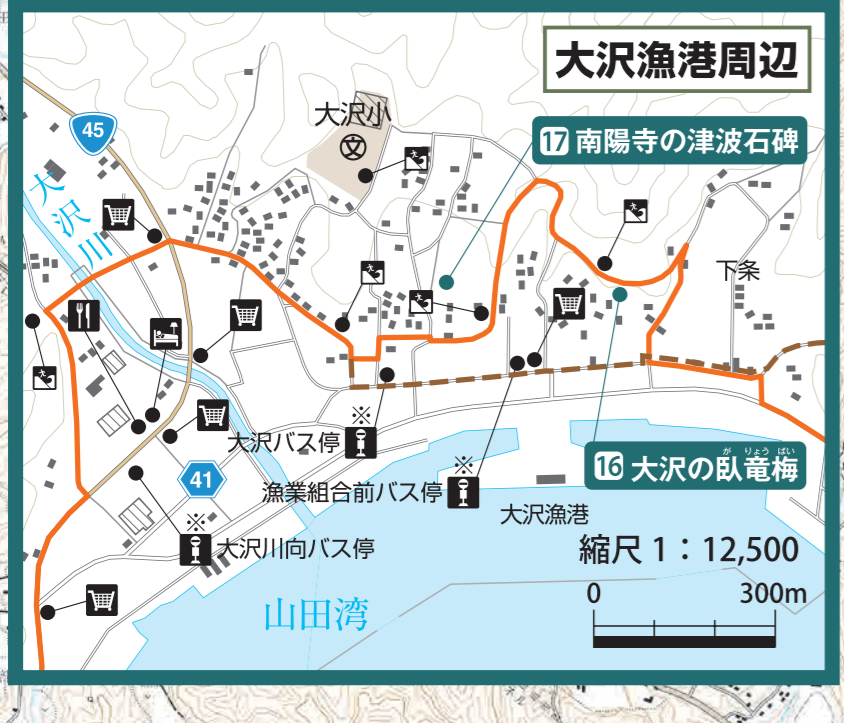 大沢漁港周辺
大沢小
文
45
17 南陽寺の津波石碑
大沢川
下条
※
大沢バス停
41
※
漁業組合前バス停
が りょう ばい
16 大沢の臥竜梅
大沢漁港
※
大沢川向バス停
縮尺 1：12,500
0 300m
山田湾